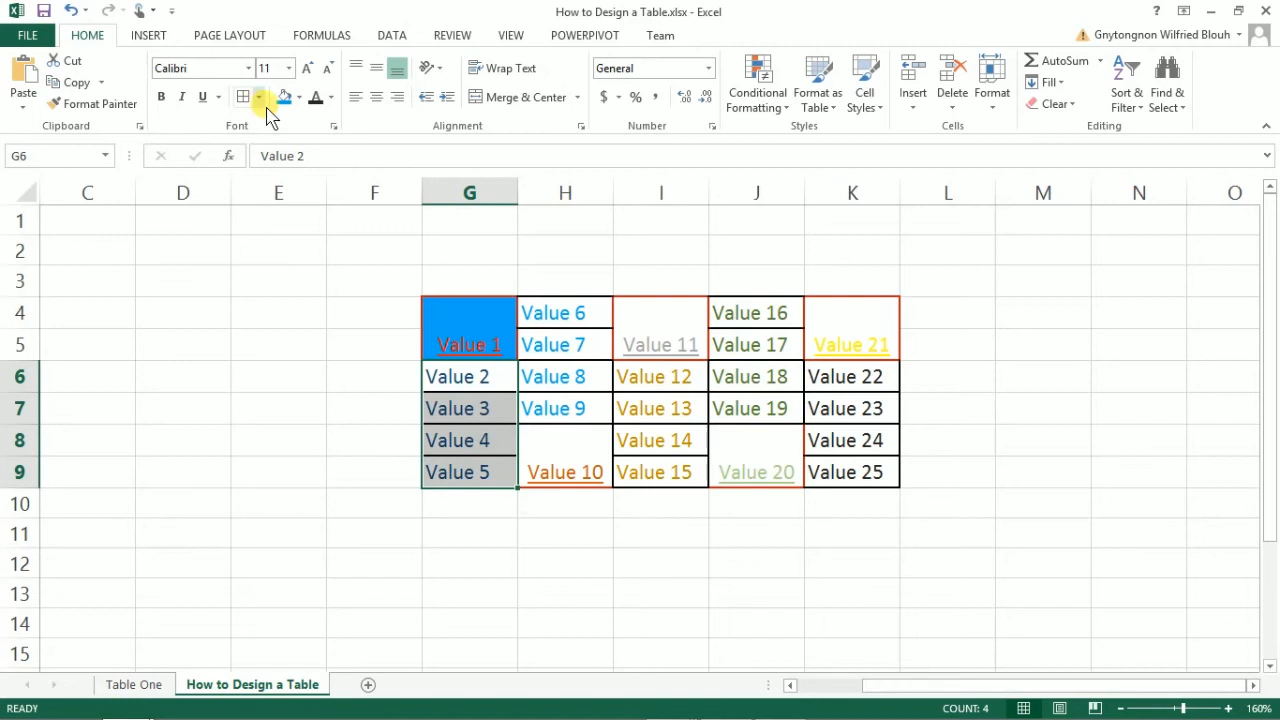 How to Design a Table.xlsx - Excel
?
FILE HOME INSERT PAGE LAYOUT FORMULAS DATA REVIEW VIEW POWERPIVOT Team Gnytongnon Wilfried Blouh
Paste
Cut
Copy
Format Painter
Clipboard
Calibri 11
B I U A
Font
Wrap Text
Merge & Center
Alignment
General
$ % ,
Number
Conditional Formatting
Format as Table
Cell Styles
Styles
Insert
Delete
Format
Cells
AutoSum
Fill
Clear
Sort & Filter
Find & Select
Editing
G6 fx Value 2
C D E F G H I J K L M N O
1
2
3
4 Value 6 Value 16
5 Value 1 Value 7 Value 11 Value 17 Value 21
6 Value 2 Value 8 Value 12 Value 18 Value 22
7 Value 3 Value 9 Value 13 Value 19 Value 23
8 Value 4 Value 14 Value 24
9 Value 5 Value 10 Value 15 Value 20 Value 25
10
11
12
13
14
15
Table One How to Design a Table
READY COUNT: 4 160%